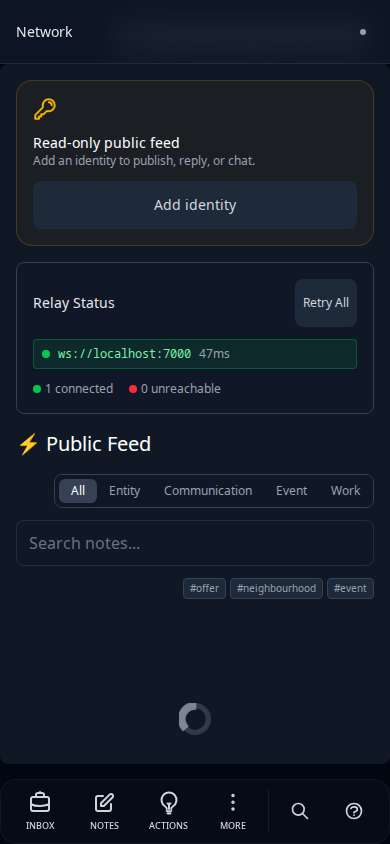 Network
Read-only public feed
Add an identity to publish, reply, or chat.
Add identity
Relay Status
Retry All
ws://localhost:7000 47ms
1 connected 0 unreachable
⚡ Public Feed
All Entity Communication Event Work
Search notes...
#offer #neighbourhood #event
INBOX NOTES ACTIONS MORE